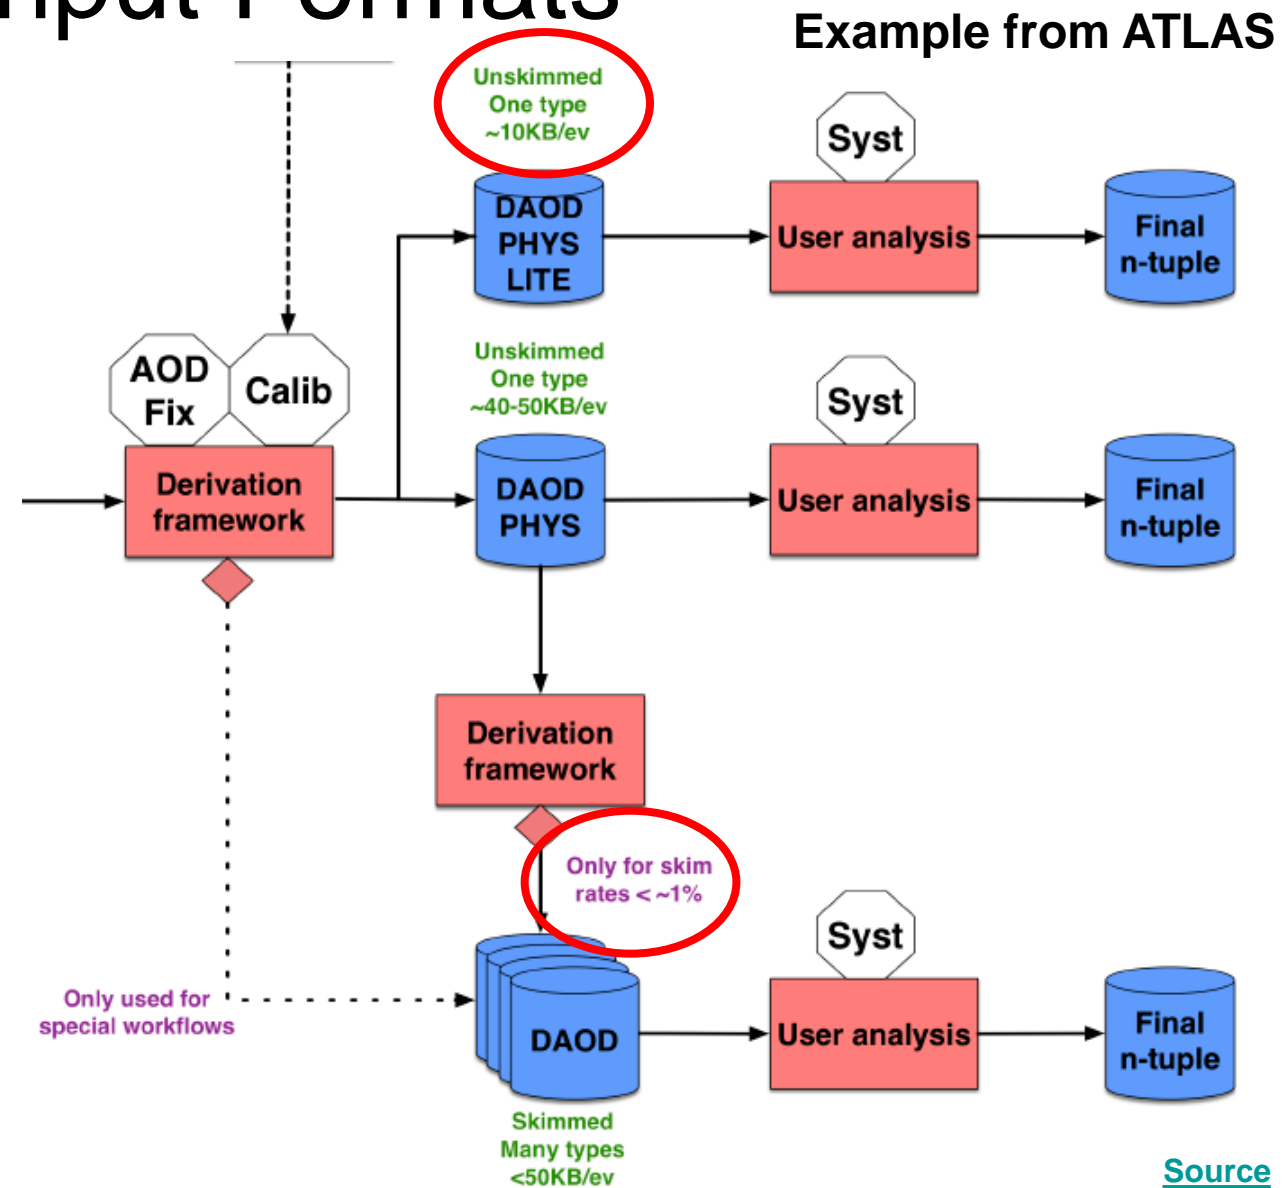 nput Formats
Example from ATLAS
Unskimmed
One type
~10KB/ev
Syst
DAOD
PHYS
LITE
User analysis
Final
n-tuple
AOD
Fix
Calib
Unskimmed
One type
~40-50KB/ev
Syst
Derivation
framework
DAOD
PHYS
User analysis
Final
n-tuple
Derivation
framework
Only for skim
rates < ~1%
Only used for
special workflows
Syst
DAOD
User analysis
Final
n-tuple
Skimmed
Many types
<50KB/ev
Source